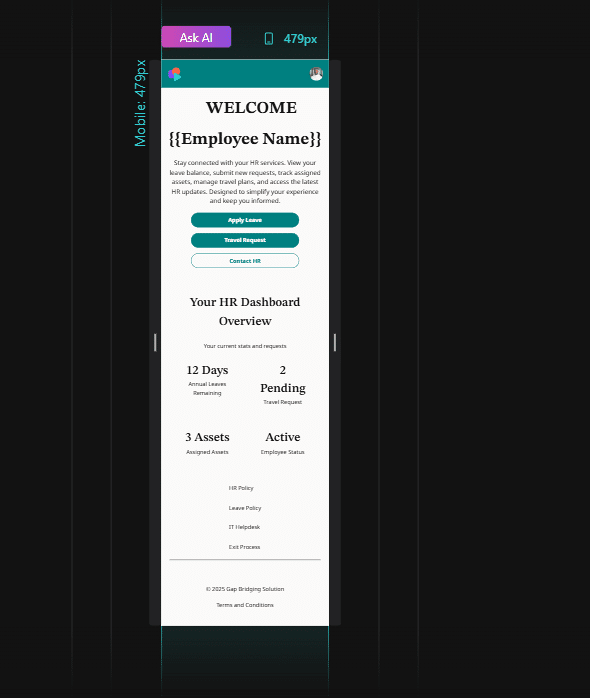 Ask AI
479px
Mobile: 479px
WELCOME
{{Employee Name}}
Stay connected with your HR services. View your
leave balance, submit new requests, track assigned
assets, manage travel plans, and access the latest
HR updates. Designed to simplify your experience
and keep you informed.
Apply Leave
Travel Request
Contact HR
Your HR Dashboard
Overview
Your current stats and requests
12 Days
Annual Leaves
Remaining
2
Pending
Travel Request
3 Assets
Assigned Assets
Active
Employee Status
HR Policy
Leave Policy
IT Helpdesk
Exit Process
© 2025 Gap Bridging Solution
Terms and Conditions